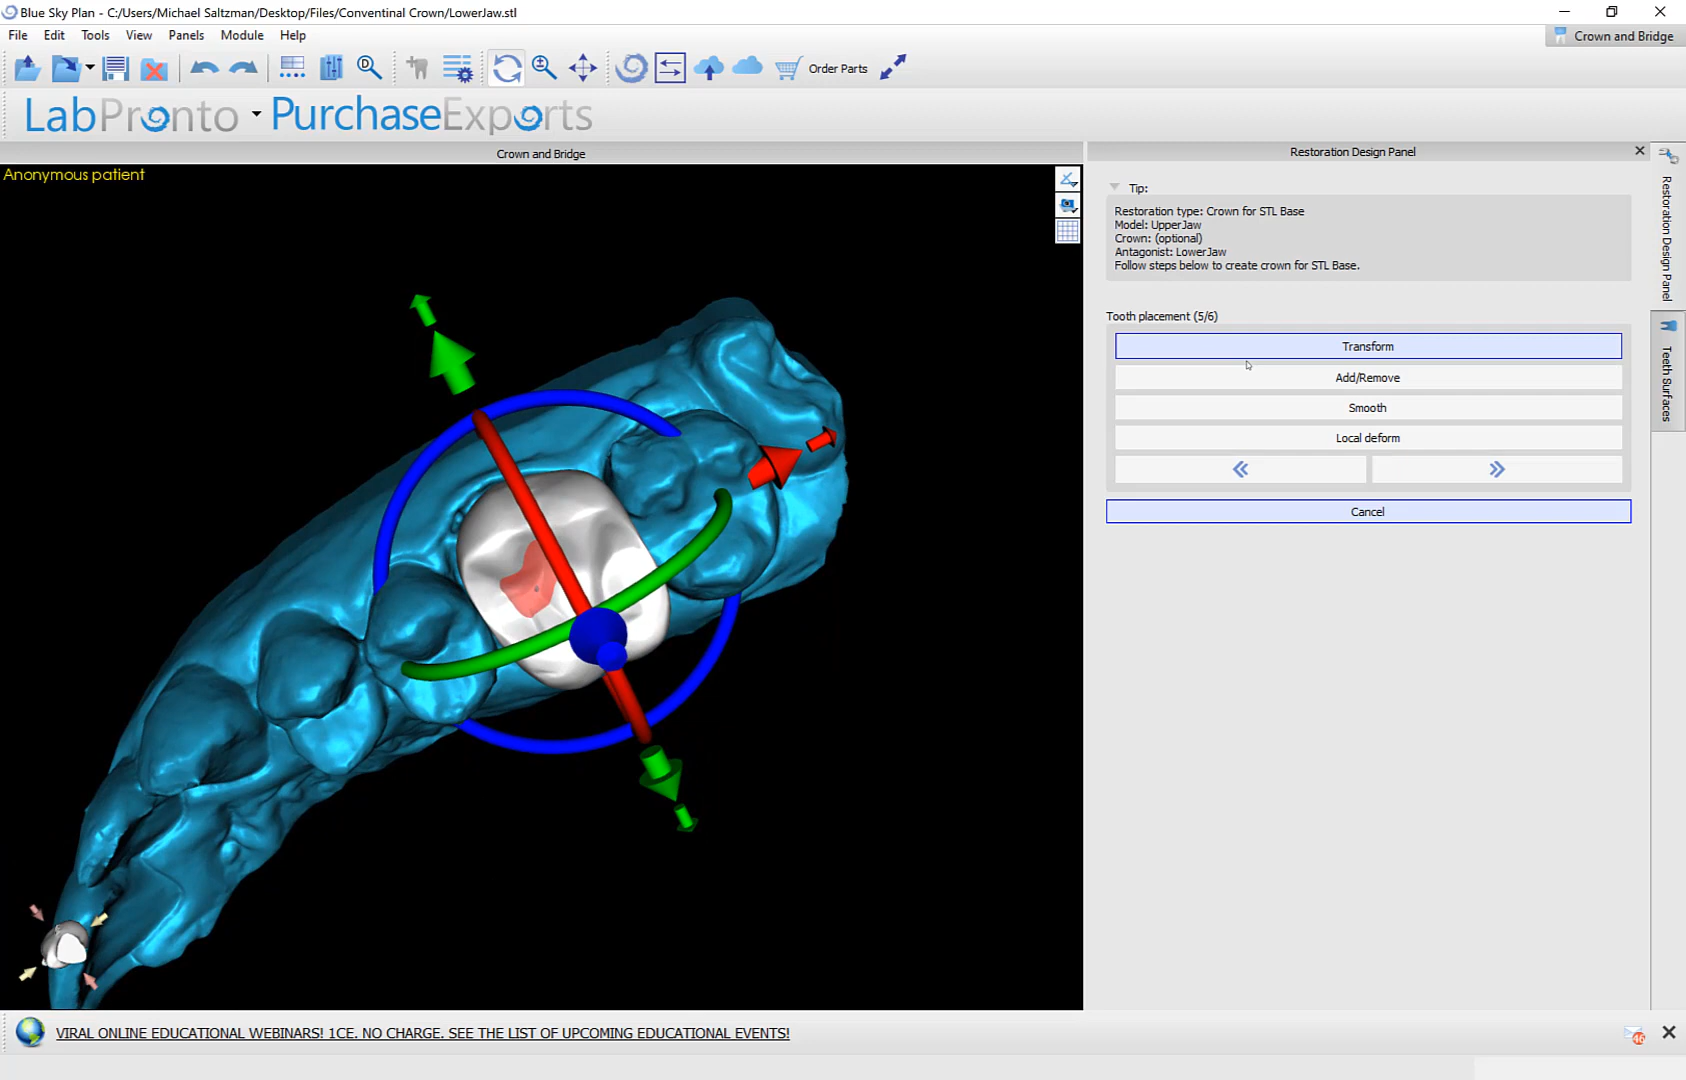 Blue Sky Plan - C:/Users/Michael Saltzman/Desktop/Files/Conventinal Crown/LowerJaw.stl
File Edit Tools View Panels Module Help
Crown and Bridge
D
Order Parts
LabPronto PurchaseExports
Crown and Bridge
Restoration Design Panel
Anonymous patient
Tip:
Restoration type: Crown for STL Base
Model: UpperJaw
Crown: (optional)
Antagonist: LowerJaw
Follow steps below to create crown for STL Base.
Tooth placement (5/6)
Transform
Add/Remove
Smooth
Local deform
Cancel
Restoration Design Panel
Teeth Surfaces
VIRAL ONLINE EDUCATIONAL WEBINARS! 1CE. NO CHARGE. SEE THE LIST OF UPCOMING EDUCATIONAL EVENTS!
46